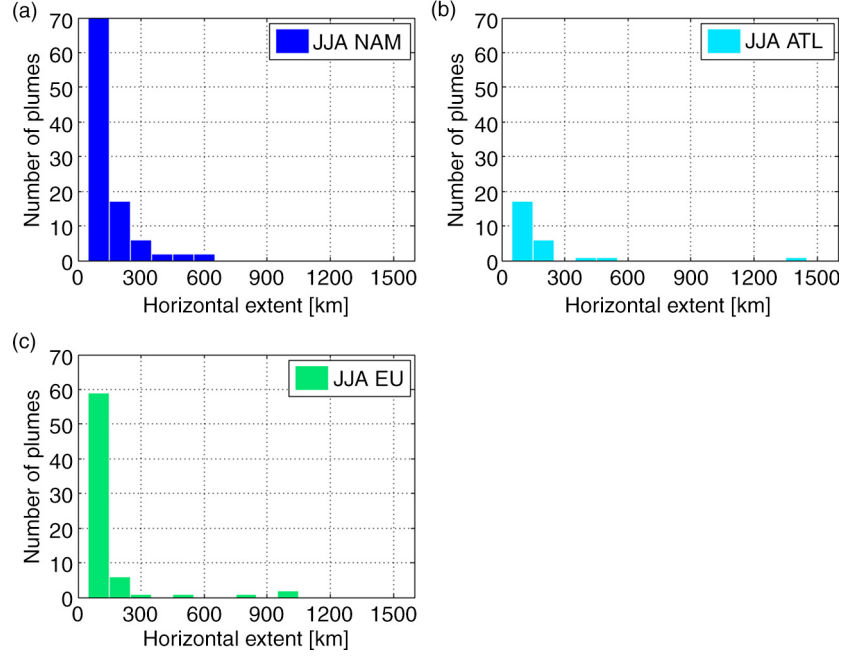 (a)
JJA NAM
Number of plumes
70
60
50
40
30
20
10
0
0 300 600 900 1200 1500
Horizontal extent [km]
(b)
JJA ATL
Number of plumes
70
60
50
40
30
20
10
0
0 300 600 900 1200 1500
Horizontal extent [km]
(c)
JJA EU
Number of plumes
70
60
50
40
30
20
10
0
0 300 600 900 1200 1500
Horizontal extent [km]